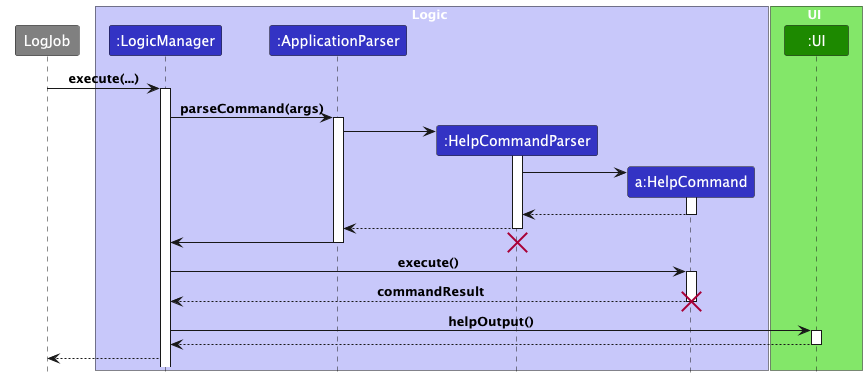 Logic
UI
LogJob
:LogicManager
:ApplicationParser
:UI
execute(...)
parseCommand(args)
:HelpCommandParser
a:HelpCommand
execute()
commandResult
helpOutput()